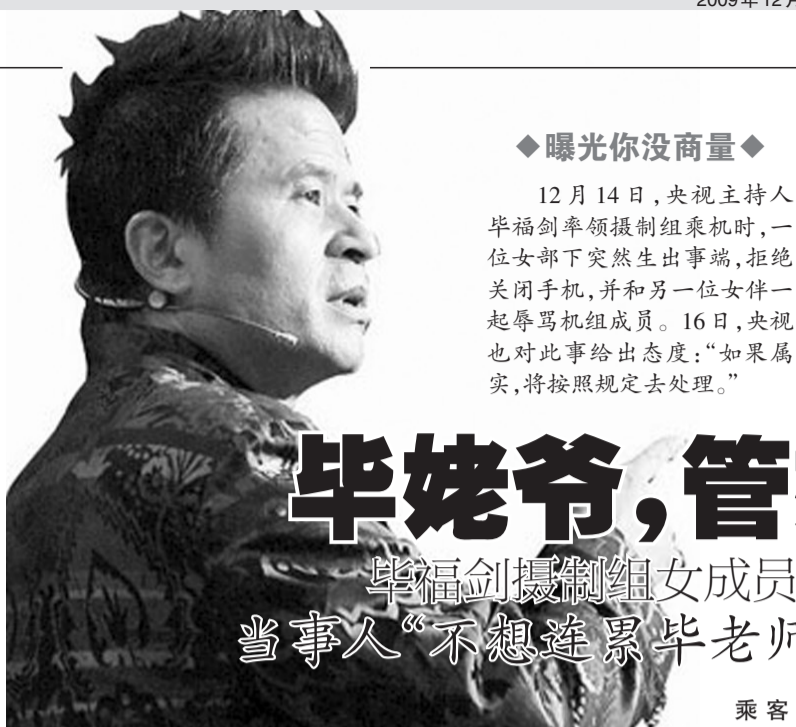 2009年12月
◆曝光你没商量◆
12月14日，央视主持人
毕福剑率领摄制组乘机时，一
位女部下突然生出事端，拒绝
关闭手机，并和另一位女伴一
起辱骂机组成员。16日，央视
也对此事给出态度：“如果属
实，将按照规定去处理。”
毕姥爷，管
毕福剑摄制组女成员
当事人“不想连累毕老师
乘客